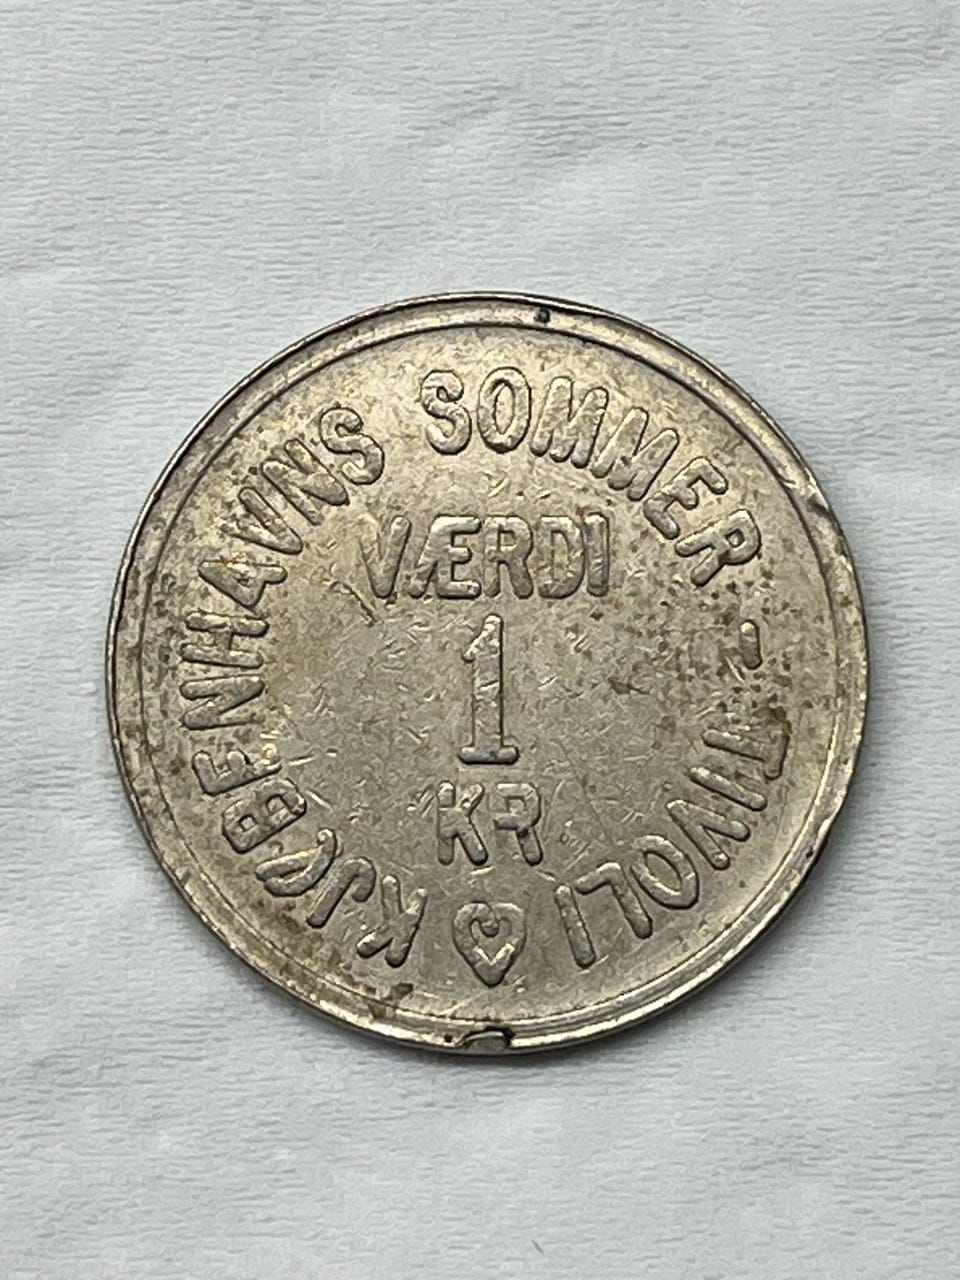 KJØBENHAVNS SOMMER - TIVOLI
VÆRDI
1
KR